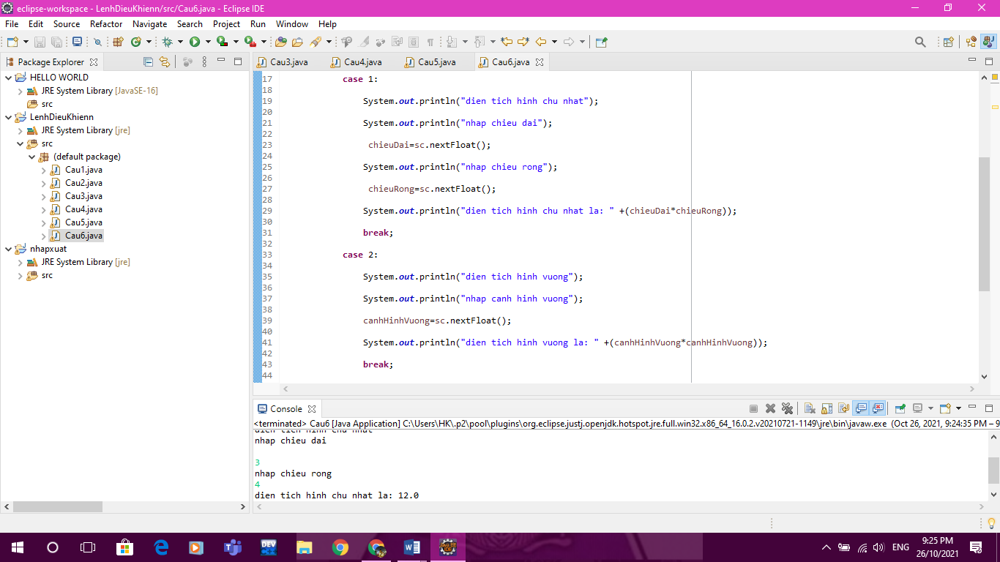 eclipse-workspace - LenhDieuKhienn/src/Cau6.java - Eclipse IDE
File Edit Source Refactor Navigate Search Project Run Window Help
Package Explorer
HELLO WORLD
JRE System Library [JavaSE-16]
src
LenhDieuKhienn
JRE System Library [jre]
src
(default package)
Cau1.java
Cau2.java
Cau3.java
Cau4.java
Cau5.java
Cau6.java
nhapxuat
JRE System Library [jre]
src
Cau3.java Cau4.java Cau5.java Cau6.java
17 case 1:
18
19 System.out.println("dien tich hinh chu nhat");
20
21 System.out.println("nhap chieu dai");
22
23 chieuDai=sc.nextFloat();
24
25 System.out.println("nhap chieu rong");
26
27 chieuRong=sc.nextFloat();
28
29 System.out.println("dien tich hinh chu nhat la: " +(chieuDai*chieuRong));
30
31 break;
32
33 case 2:
34
35 System.out.println("dien tich hinh vuong");
36
37 System.out.println("nhap canh hinh vuong");
38
39 canhHinhVuong=sc.nextFloat();
40
41 System.out.println("dien tich hinh vuong la: " +(canhHinhVuong*canhHinhVuong));
42
43 break;
44
Console
<terminated> Cau6 [Java Application] C:\Users\HK\.p2\pool\plugins\org.eclipse.justj.openjdk.hotspot.jre.full.win32.x86_64_16.0.2.v20210721-1149\jre\bin\javaw.exe (Oct 26, 2021, 9:24:35 PM – 9
dien tich hinh chu nhat
nhap chieu dai
3
nhap chieu rong
4
dien tich hinh chu nhat la: 12.0
DEV
ENG
9:25 PM
26/10/2021